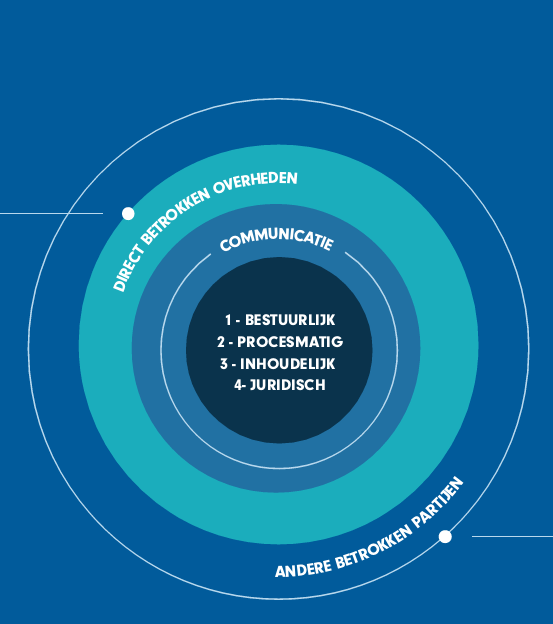 DIRECT BETROKKEN OVERHEDEN
COMMUNICATIE
1 - BESTUURLIJK
2 - PROCESMATIG
3 - INHOUDELIJK
4- JURIDISCH
ANDERE BETROKKEN PARTIJEN